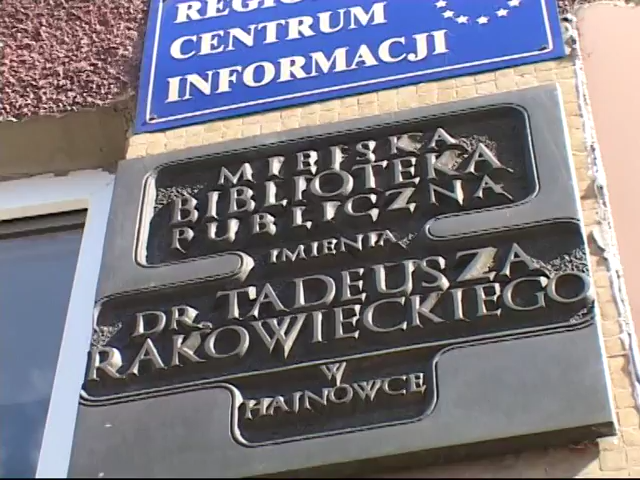 CENTRUM
INFORMACJI
MIEJSKA
BIBLIOTEKA
PUBLICZNA
IMIENIA
DR. TADEUSZA
RAKOWIECKIEGO
W
HAJNOWCE